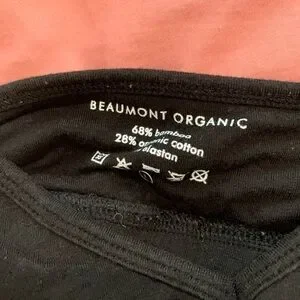 BEAUMONT ORGANIC
68% bamboo
28% organic cotton
elastan